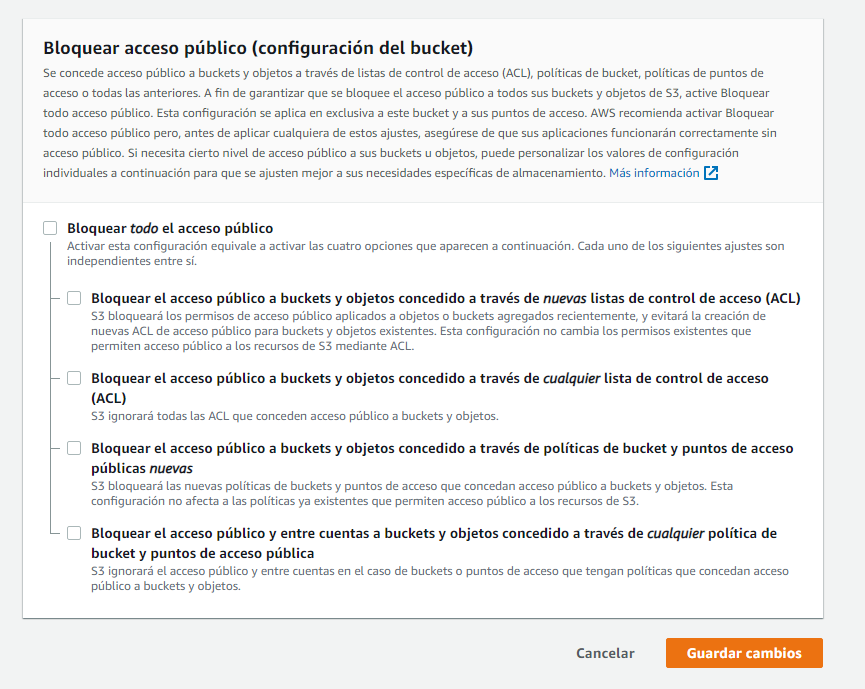 Bloquear acceso público (configuración del bucket)
Se concede acceso público a buckets y objetos a través de listas de control de acceso (ACL), políticas de bucket, políticas de puntos de
acceso o todas las anteriores. A fin de garantizar que se bloquee el acceso público a todos sus buckets y objetos de S3, active Bloquear
todo acceso público. Esta configuración se aplica en exclusiva a este bucket y a sus puntos de acceso. AWS recomienda activar Bloquear
todo acceso público pero, antes de aplicar cualquiera de estos ajustes, asegúrese de que sus aplicaciones funcionarán correctamente sin
acceso público. Si necesita cierto nivel de acceso público a sus buckets u objetos, puede personalizar los valores de configuración
individuales a continuación para que se ajusten mejor a sus necesidades específicas de almacenamiento. Más información
Bloquear todo el acceso público
Activar esta configuración equivale a activar las cuatro opciones que aparecen a continuación. Cada uno de los siguientes ajustes son
independientes entre sí.
Bloquear el acceso público a buckets y objetos concedido a través de nuevas listas de control de acceso (ACL)
S3 bloqueará los permisos de acceso público aplicados a objetos o buckets agregados recientemente, y evitará la creación de
nuevas ACL de acceso público para buckets y objetos existentes. Esta configuración no cambia los permisos existentes que
permiten acceso público a los recursos de S3 mediante ACL.
Bloquear el acceso público a buckets y objetos concedido a través de cualquier lista de control de acceso
(ACL)
S3 ignorará todas las ACL que conceden acceso público a buckets y objetos.
Bloquear el acceso público a buckets y objetos concedido a través de políticas de bucket y puntos de acceso
públicas nuevas
S3 bloqueará las nuevas políticas de buckets y puntos de acceso que concedan acceso público a buckets y objetos. Esta
configuración no afecta a las políticas ya existentes que permiten acceso público a los recursos de S3.
Bloquear el acceso público y entre cuentas a buckets y objetos concedido a través de cualquier política de
bucket y puntos de acceso pública
S3 ignorará el acceso público y entre cuentas en el caso de buckets o puntos de acceso que tengan políticas que concedan acceso
público a buckets y objetos.
Cancelar
Guardar cambios